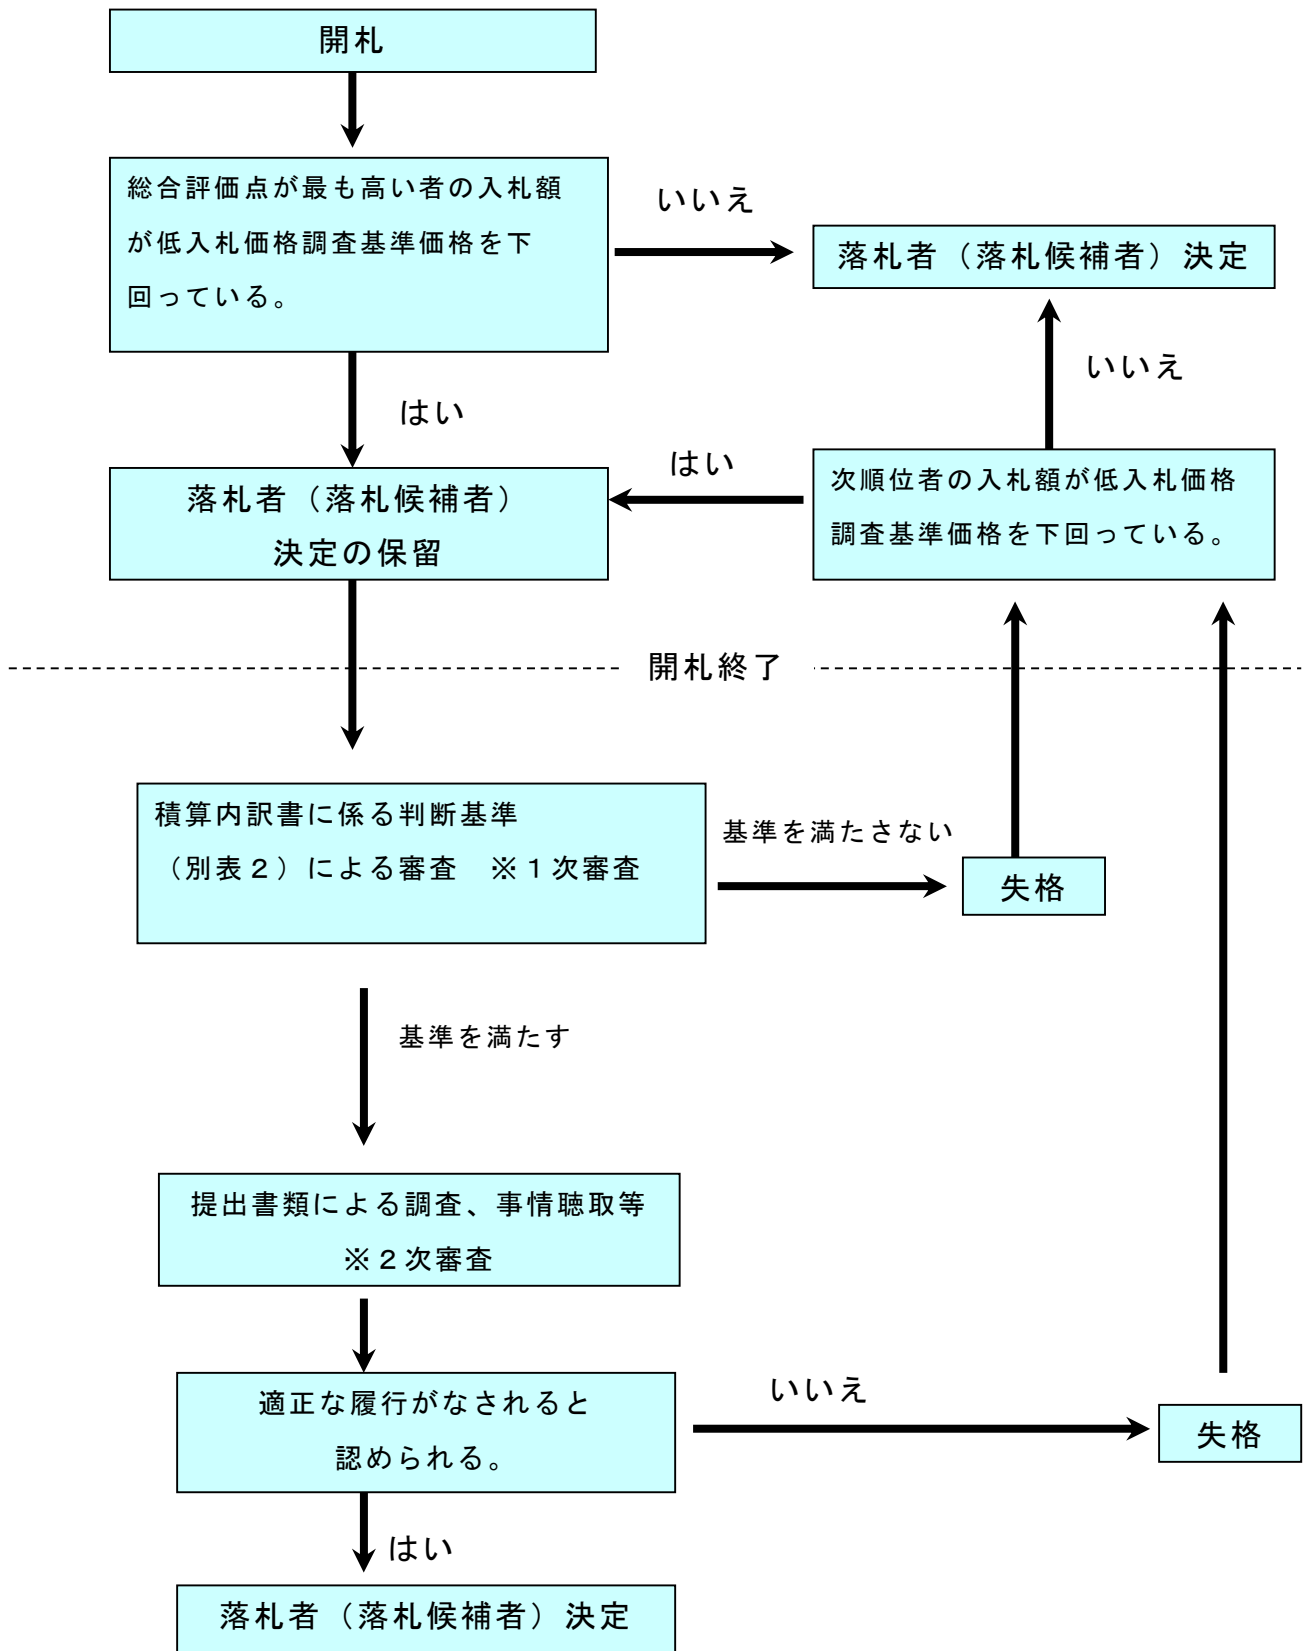 開札
総合評価点が最も高い者の入札額
が低入札価格調査基準価格を下
回っている。
いいえ
落札者（落札候補者）決定
いいえ
はい
はい
次順位者の入札額が低入札価格
調査基準価格を下回っている。
落札者（落札候補者）
決定の保留
開札終了
積算内訳書に係る判断基準
（別表２）による審査　※１次審査
基準を満たさない
失格
基準を満たす
提出書類による調査、事情聴取等
※２次審査
適正な履行がなされると
認められる。
いいえ
失格
はい
落札者（落札候補者）決定